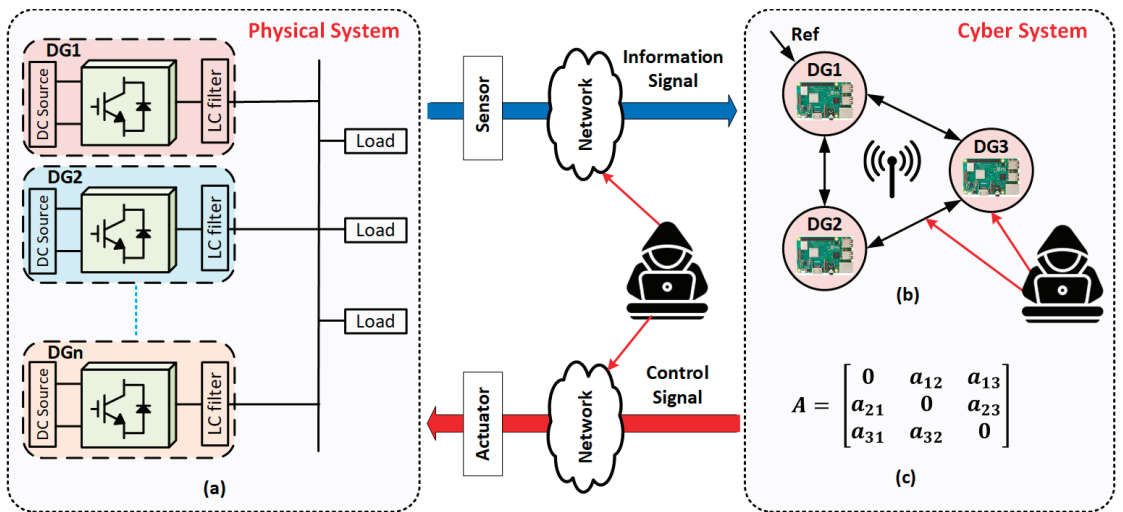 Physical System
DG1
DC Source
LC filter
Load
DG2
DC Source
LC filter
Load
Load
DGn
DC Source
LC filter
(a)
Sensor
Network
Information
Signal
Actuator
Network
Control
Signal
Cyber System
Ref
DG1
DG3
DG2
(b)
A = [0 a₁₂ a₁₃
a₂₁ 0 a₂₃
a₃₁ a₃₂ 0]
(c)